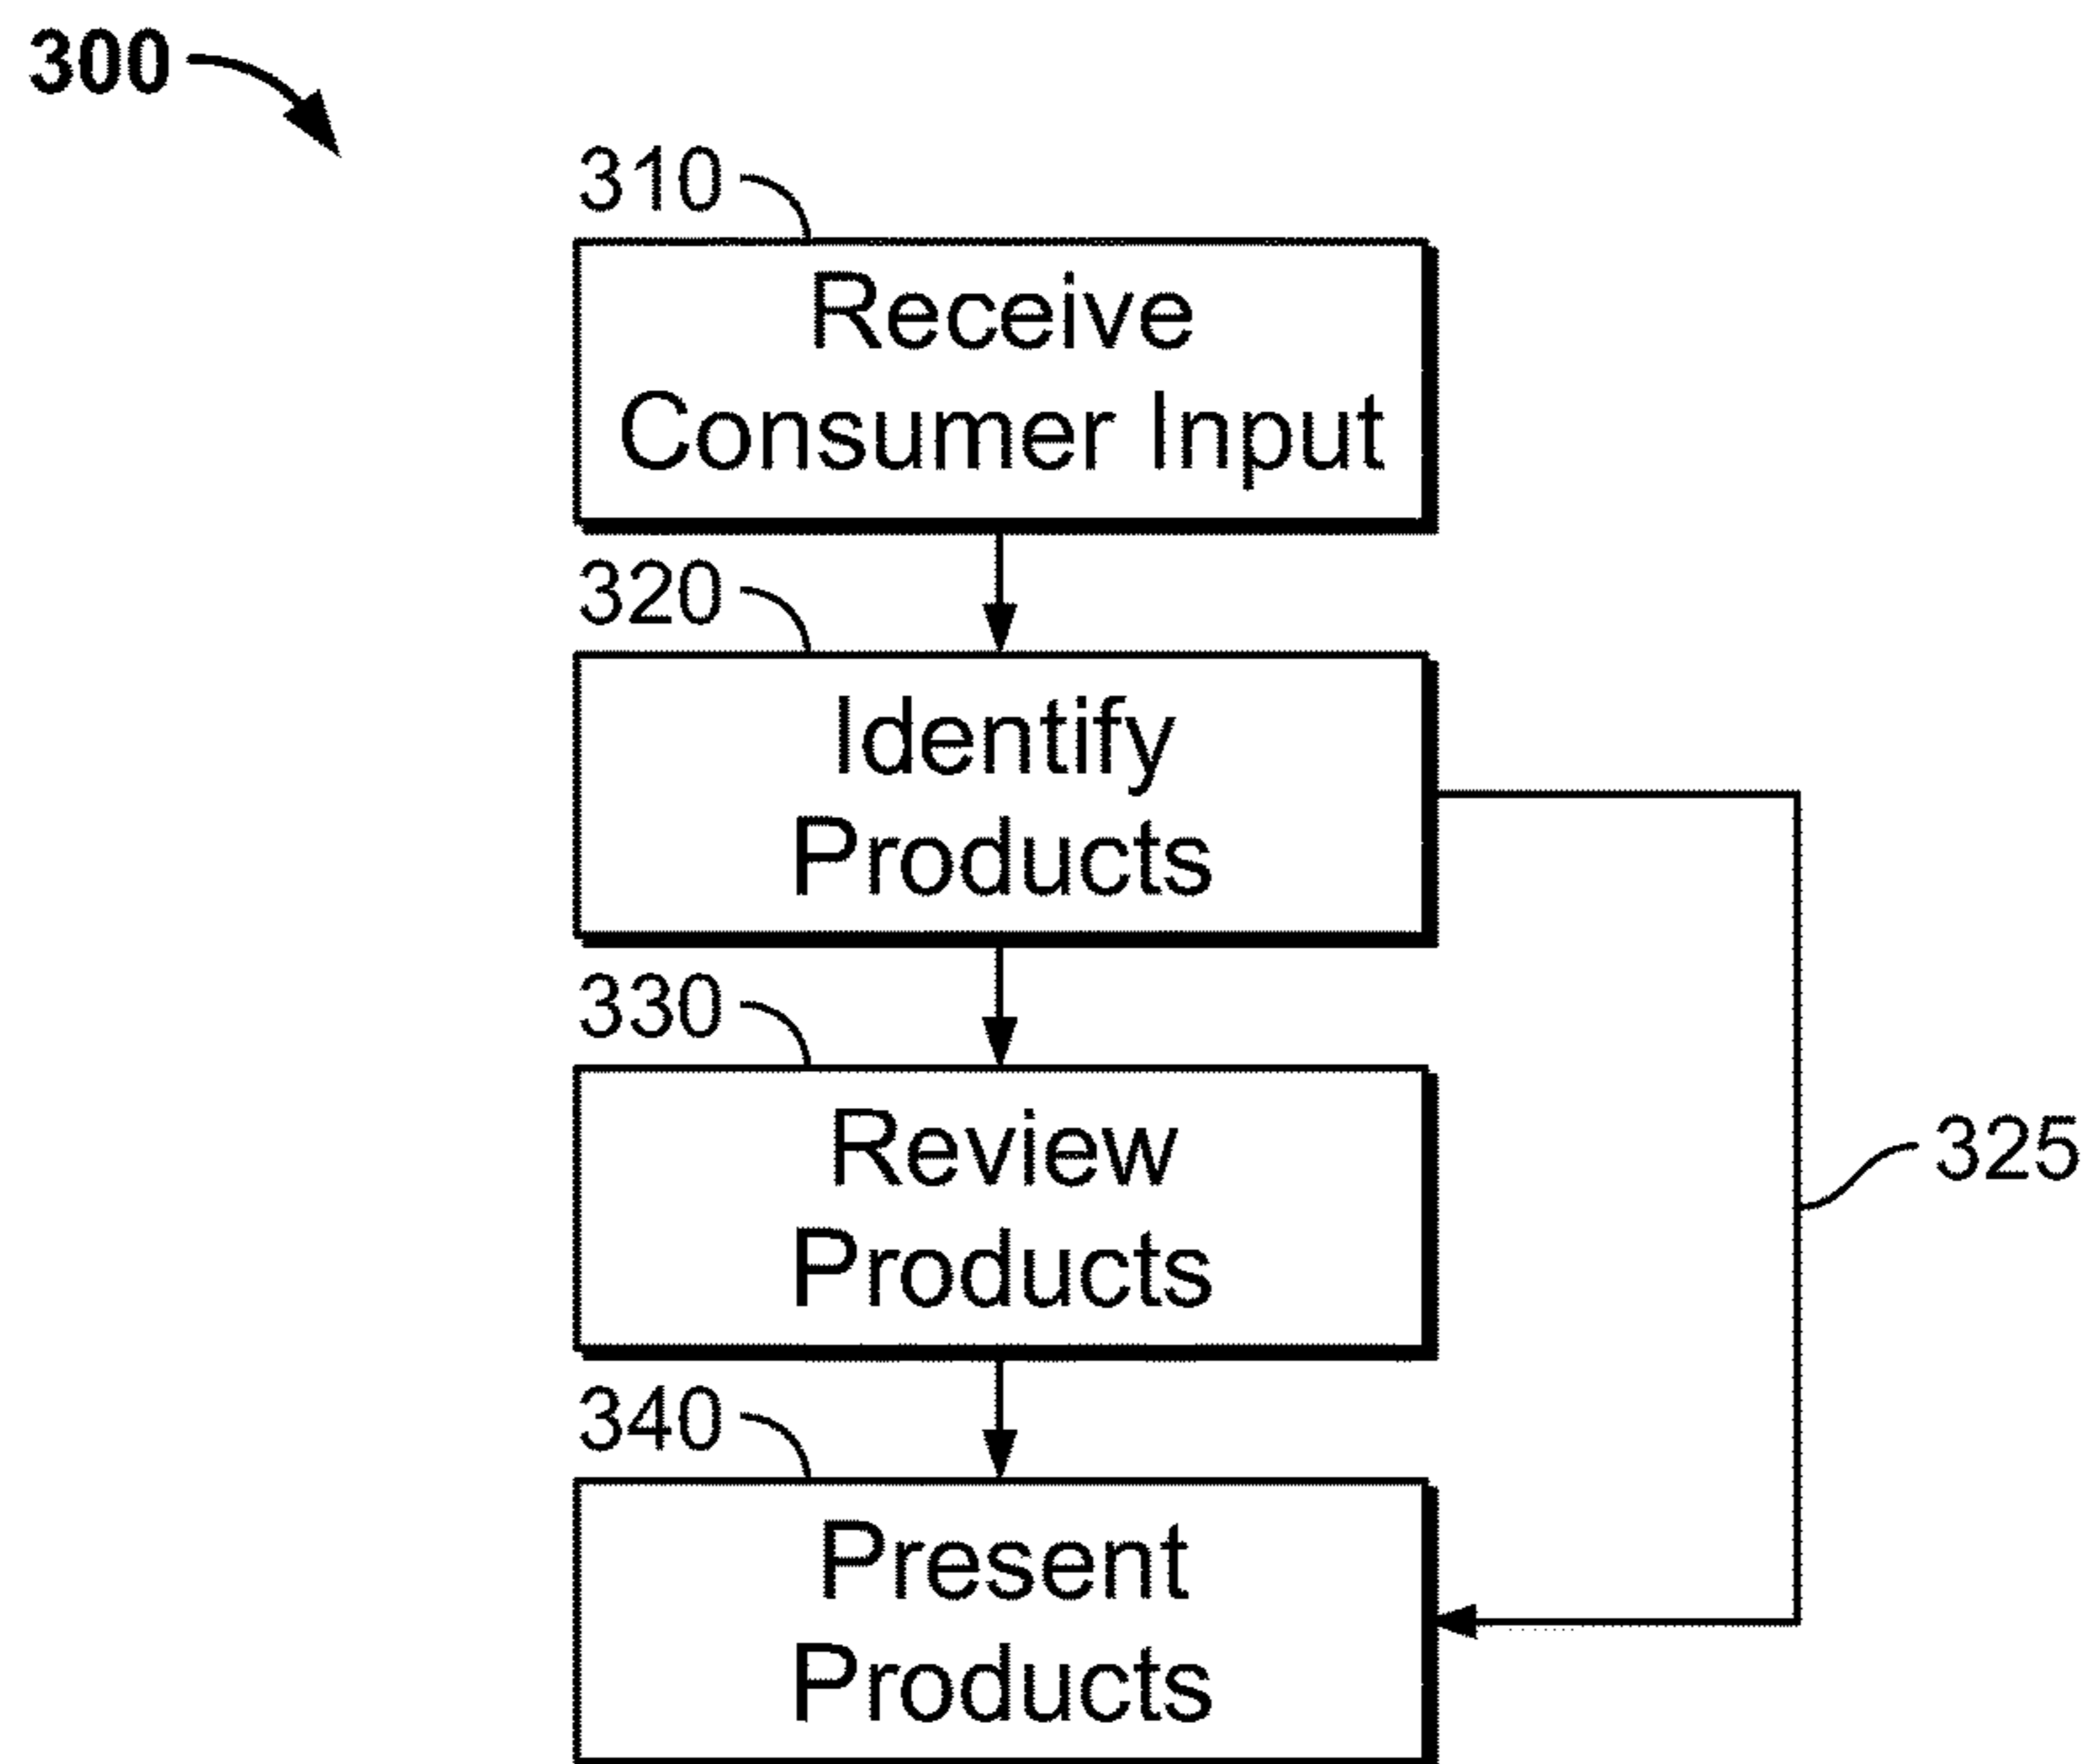 300
310
Receive
Consumer Input
320
Identify
Products
330
Review
Products
325
340
Present
Products